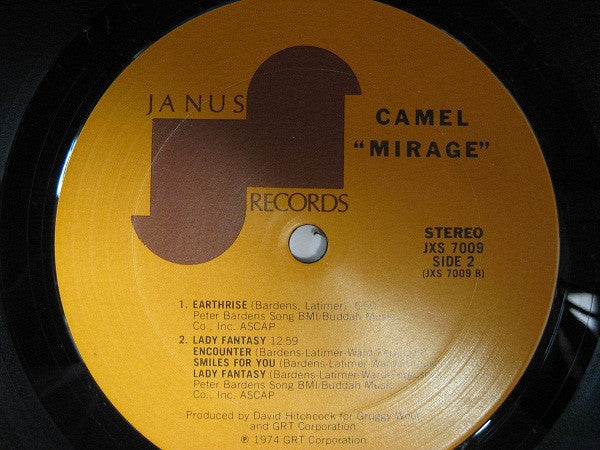 JANUS
RECORDS
CAMEL
"MIRAGE"
STEREO
JXS 7009
SIDE 2
(JXS 7009 B)
1. EARTHRISE (Bardens, Latimer)
Peter Bardens Song BMI/Buddah Music
Co., Inc. ASCAP
2. LADY FANTASY 12:59
ENCOUNTER (Bardens-Latimer-Ward-
SMILES FOR YOU (Bardens-Latimer-Ward
LADY FANTASY (Bardens-Latimer-Ward-
Peter Bardens Song BMI/Buddah Music
Co., Inc. ASCAP
Produced by David Hitchcock for Gruggy Woof
and GRT Corporation
℗ 1974 GRT Corporation